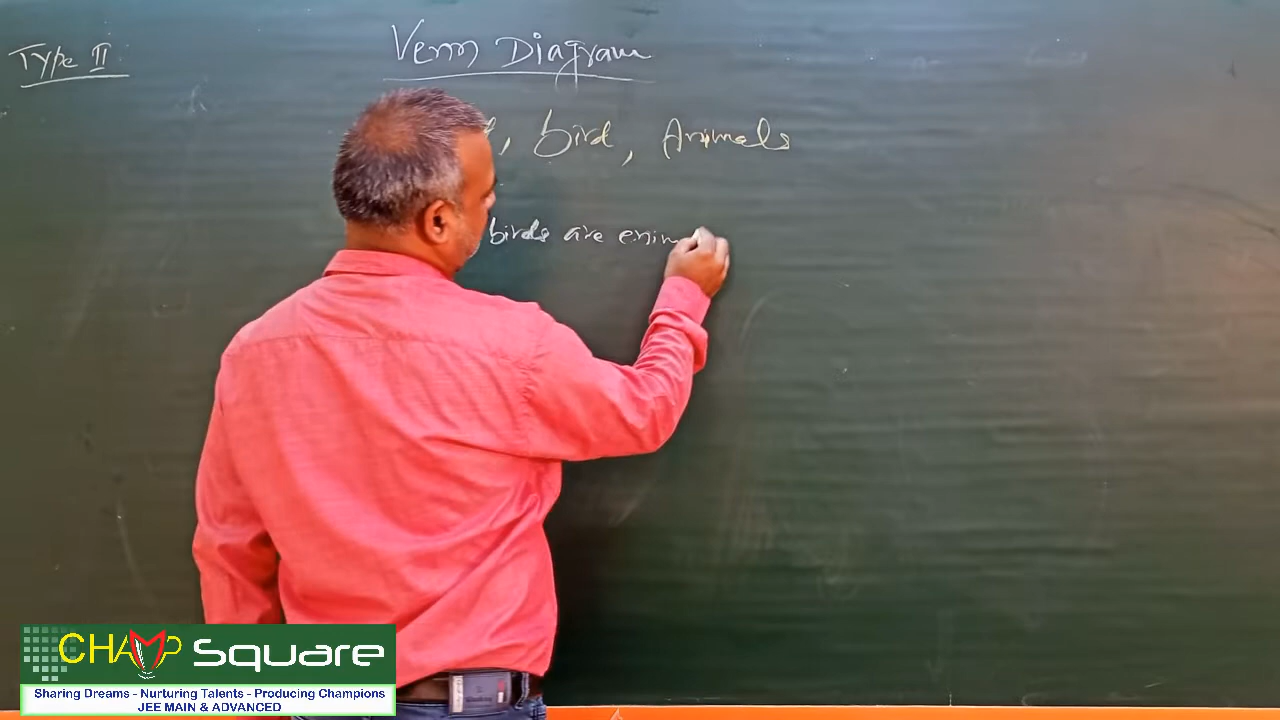 Type II
Venn Diagram
, bird, Animals
birds are enim
CHAMP Square
Sharing Dreams - Nurturing Talents - Producing Champions
JEE MAIN & ADVANCED